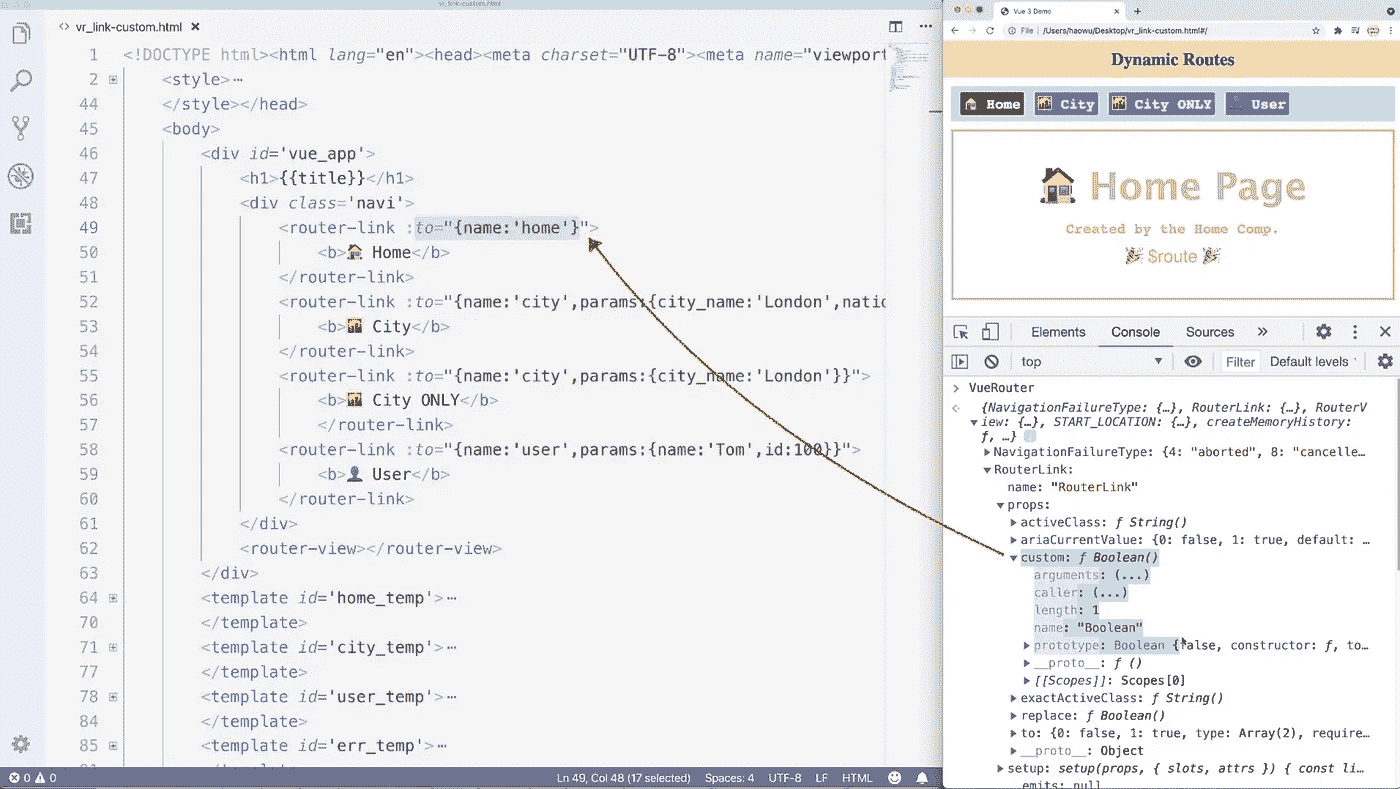 vr_link-custom.html
vr_link-custom.html
1 <!DOCTYPE html><html lang="en"><head><meta charset="UTF-8"><meta name="viewport
2 <style>⋯
44 </style></head>
45 <body>
46 <div id='vue_app'>
47 <h1>{{title}}</h1>
48 <div class='navi'>
49 <router-link :to="{name:'home'}">
50 <b>🏠 Home</b>
51 </router-link>
52 <router-link :to="{name:'city',params:{city_name:'London',natio
53 <b>🌇 City</b>
54 </router-link>
55 <router-link :to="{name:'city',params:{city_name:'London'}}">
56 <b>🌇 City ONLY</b>
57 </router-link>
58 <router-link :to="{name:'user',params:{name:'Tom',id:100}}">
59 <b>👤 User</b>
60 </router-link>
61 </div>
62 <router-view></router-view>
63 </div>
64 <template id='home_temp'>⋯
70 </template>
71 <template id='city_temp'>⋯
77 </template>
78 <template id='user_temp'>⋯
84 </template>
85 <template id='err_temp'>⋯
0 0 Ln 49, Col 48 (17 selected) Spaces: 4 UTF-8 LF HTML
Vue 3 Demo
File | /Users/haowu/Desktop/vr_link-custom.html#/
Dynamic Routes
🏠 Home 🌇 City 🌇 City ONLY 👤 User
🏠 Home Page
Created by the Home Comp.
🎉 $route 🎉
Elements Console Sources »
top Filter Default levels
> VueRouter
{NavigationFailureType: {…}, RouterLink: {…}, RouterV
iew: {…}, START_LOCATION: {…}, createMemoryHistory:
ƒ, …}
NavigationFailureType: {4: "aborted", 8: "cancelle…
RouterLink:
name: "RouterLink"
props:
activeClass: ƒ String()
ariaCurrentValue: {0: false, 1: true, default: …
custom: ƒ Boolean()
arguments: (...)
caller: (...)
length: 1
name: "Boolean"
prototype: Boolean {false, constructor: ƒ, to…
__proto__: ƒ ()
[[Scopes]]: Scopes[0]
exactActiveClass: ƒ String()
replace: ƒ Boolean()
to: {0: false, 1: true, type: Array(2), require…
__proto__: Object
setup: setup(props, { slots, attrs }) { const li…
emits: null